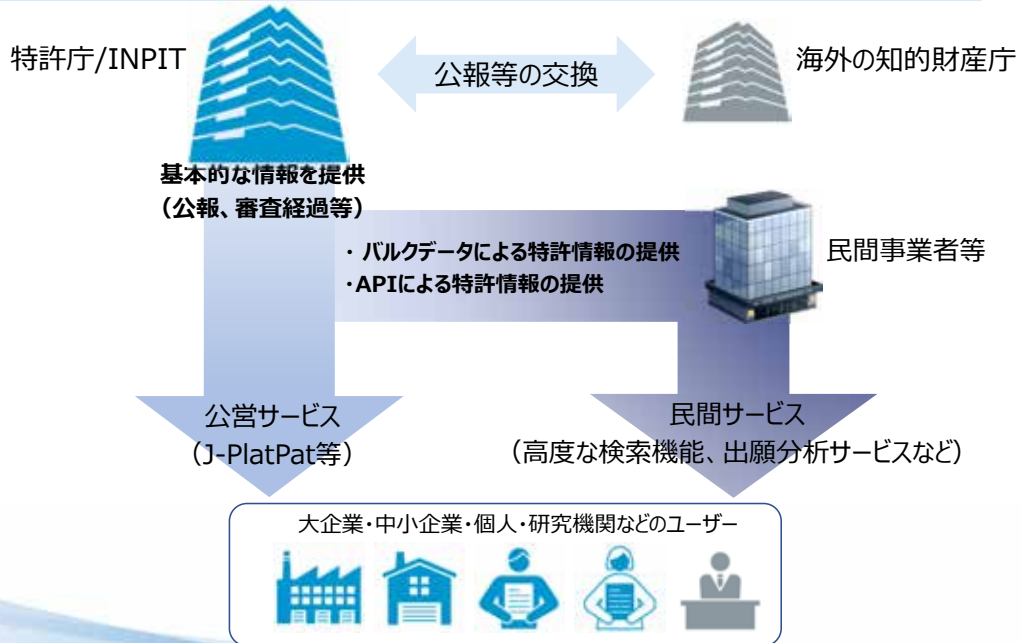 特許庁/INPIT
公報等の交換
海外の知的財産庁
基本的な情報を提供
（公報、審査経過等）
・ バルクデータによる特許情報の提供
・APIによる特許情報の提供
民間事業者等
公営サービス
（J-PlatPat等）
民間サービス
（高度な検索機能、出願分析サービスなど）
大企業・中小企業・個人・研究機関などのユーザー